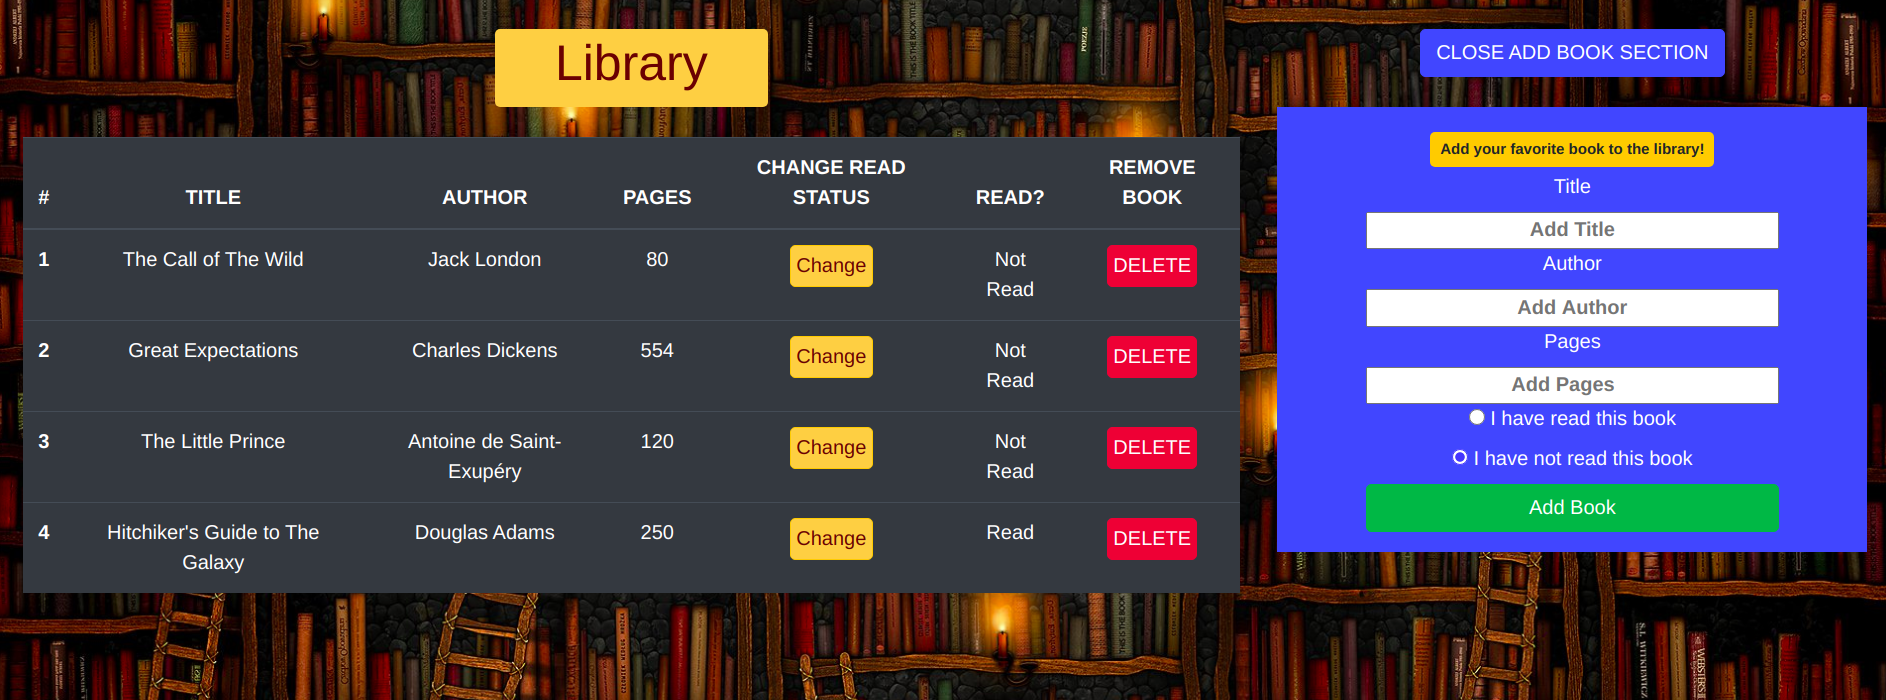 Library
CLOSE ADD BOOK SECTION
# TITLE AUTHOR PAGES CHANGE READ STATUS READ? REMOVE BOOK
1 The Call of The Wild Jack London 80 Change Not Read DELETE
2 Great Expectations Charles Dickens 554 Change Not Read DELETE
3 The Little Prince Antoine de Saint-Exupéry 120 Change Not Read DELETE
4 Hitchiker's Guide to The Galaxy Douglas Adams 250 Change Read DELETE
Add your favorite book to the library!
Title
Add Title
Author
Add Author
Pages
Add Pages
I have read this book
I have not read this book
Add Book
POEZJE